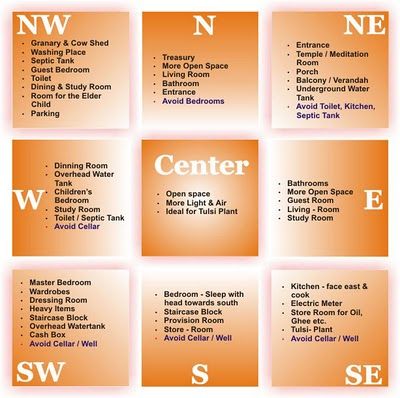 NW
Granary & Cow Shed
Washing Place
Septic Tank
Guest Bedroom
Toilet
Dining & Study Room
Room for the Elder
Child
Parking
N
Treasury
More Open Space
Living Room
Bathroom
Entrance
Avoid Bedrooms
NE
Entrance
Temple / Meditation
Room
Porch
Balcony / Verandah
Underground Water
Tank
Avoid Toilet, Kitchen,
Septic Tank
W
Dinning Room
Overhead Water
Tank
Children's
Bedroom
Study Room
Toilet / Septic Tank
Avoid Cellar
Center
Open space
More Light & Air
Ideal for Tulsi Plant
Bathrooms
More Open Space
Guest Room
Living - Room
Study Room
E
Master Bedroom
Wardrobes
Dressing Room
Heavy Items
Staircase Block
Overhead Watertank
Cash Box
Avoid Cellar / Well
SW
Bedroom - Sleep with
head towards south
Staircase Block
Provision Room
Store - Room
Avoid Cellar / Well
S
Kitchen - face east &
cook
Electric Meter
Store Room for Oil,
Ghee etc.
Tulsi- Plant
Avoid Cellar / Well
SE